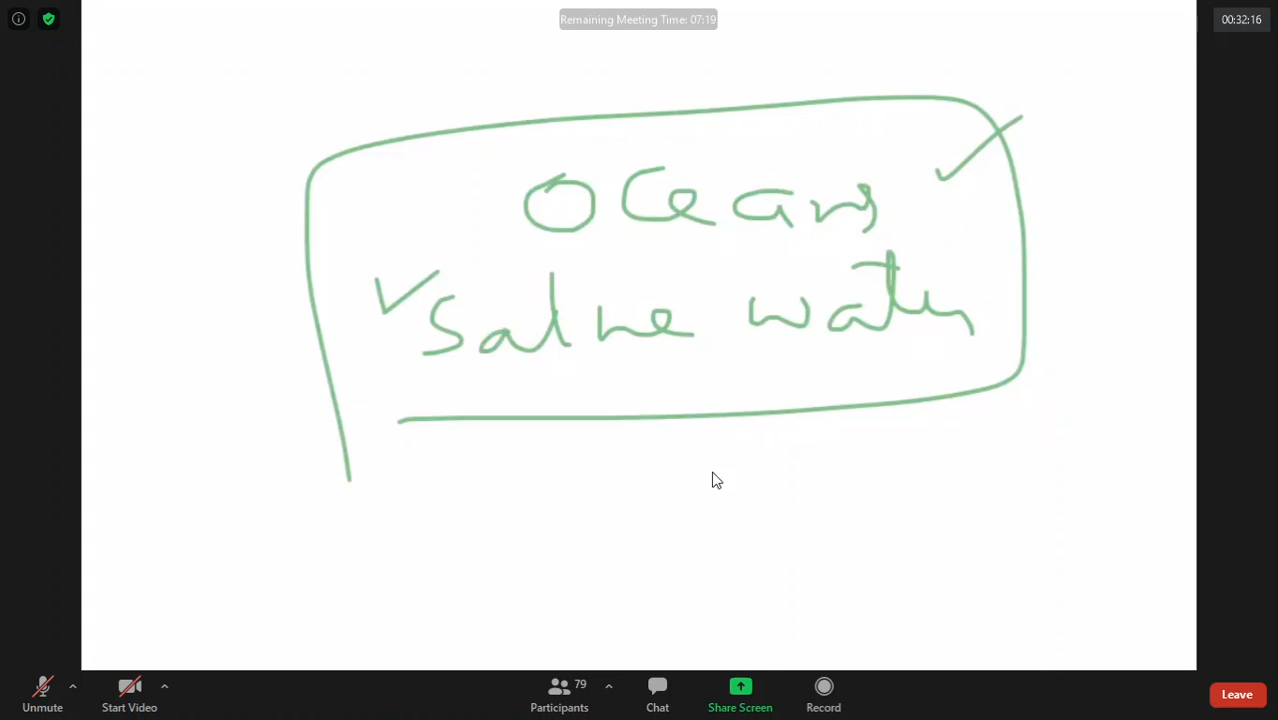 Remaining Meeting Time: 07:19
00:32:16
Oceans
Saline water
Unmute
Start Video
79
Participants
Chat
Share Screen
Record
Leave